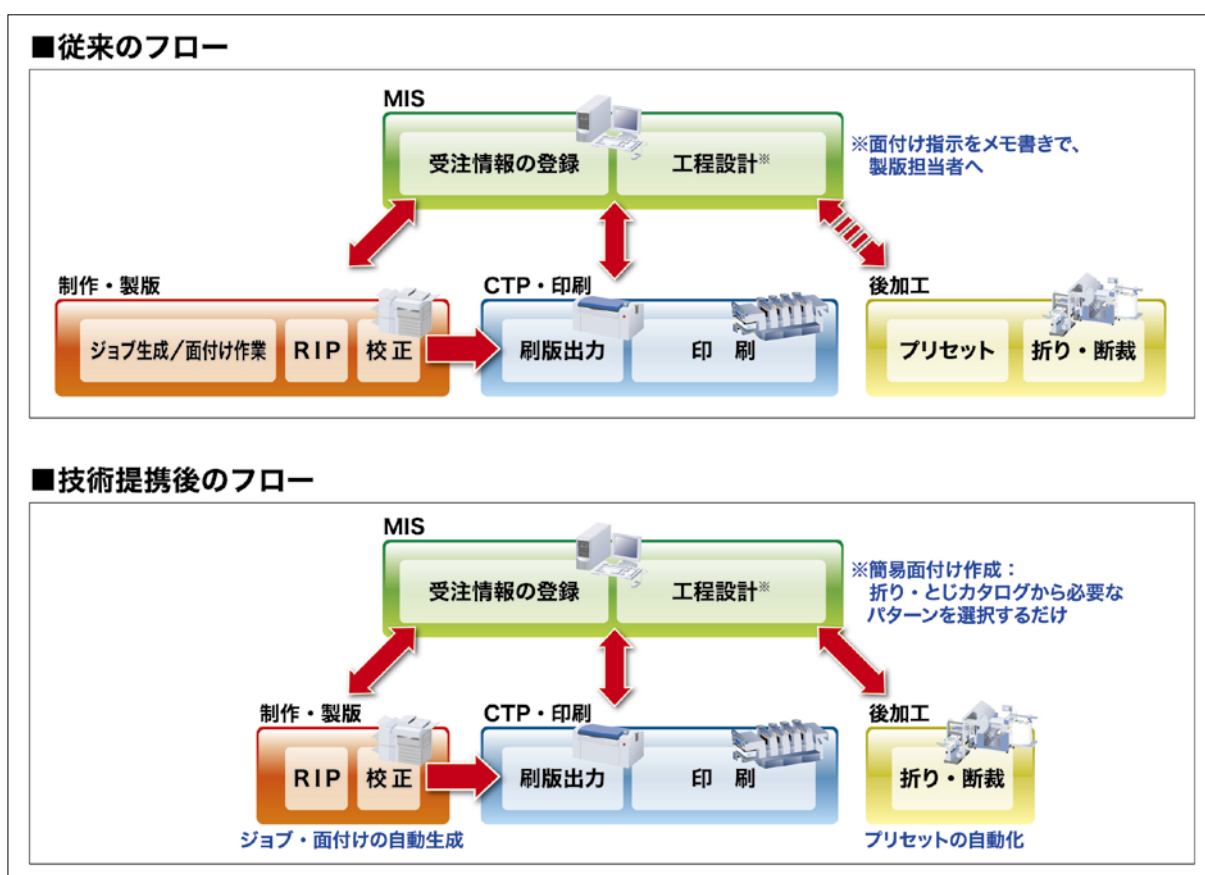 ■従来のフロー
MIS
受注情報の登録
工程設計※
※面付け指示をメモ書きで、
製版担当者へ
制作・製版
CTP・印刷
後加工
ジョブ生成/面付け作業
RIP
校正
刷版出力
印 刷
プリセット
折り・断裁
■技術提携後のフロー
MIS
受注情報の登録
工程設計※
※簡易面付け作成：
折り・とじカタログから必要な
パターンを選択するだけ
制作・製版
CTP・印刷
後加工
RIP
校正
刷版出力
印 刷
折り・断裁
ジョブ・面付けの自動生成
プリセットの自動化